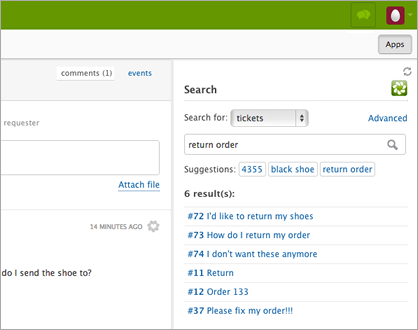 Apps
comments (1) events
requester
Attach file
14 MINUTES AGO
do I send the shoe to?
Search
Search for: tickets Advanced
return order
Suggestions: 4355 black shoe return order
6 result(s):
#72 I'd like to return my shoes
#73 How do I return my order
#74 I don't want these anymore
#11 Return
#12 Order 133
#37 Please fix my order!!!